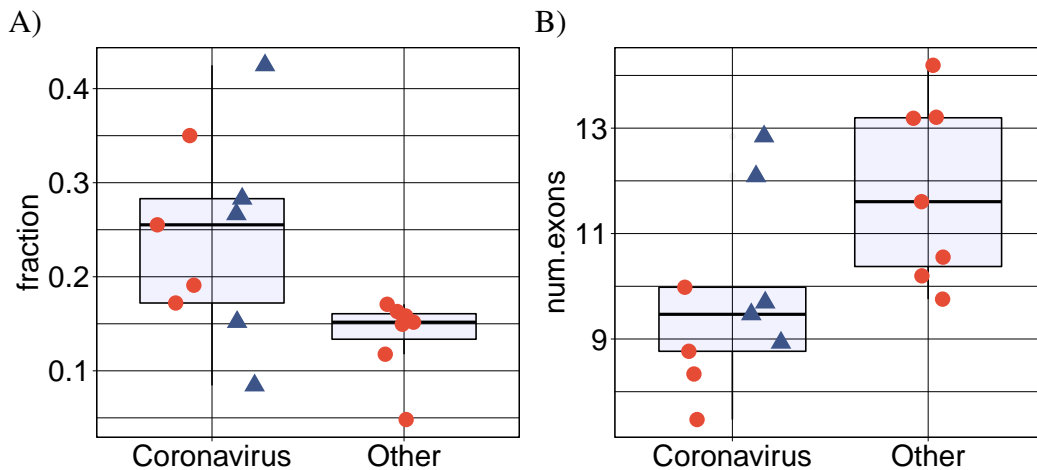 A)
fraction
0.4
0.3
0.2
0.1
Coronavirus Other
B)
num.exons
13
11
9
Coronavirus Other